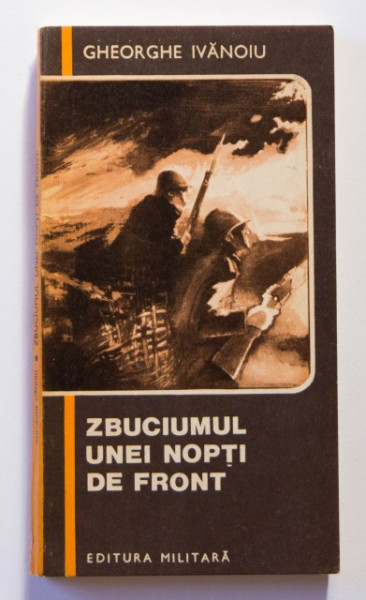 GHEORGHE IVĂNOIU
ZBUCIUMUL
UNEI NOPȚI
DE FRONT
EDITURA MILITARĂ